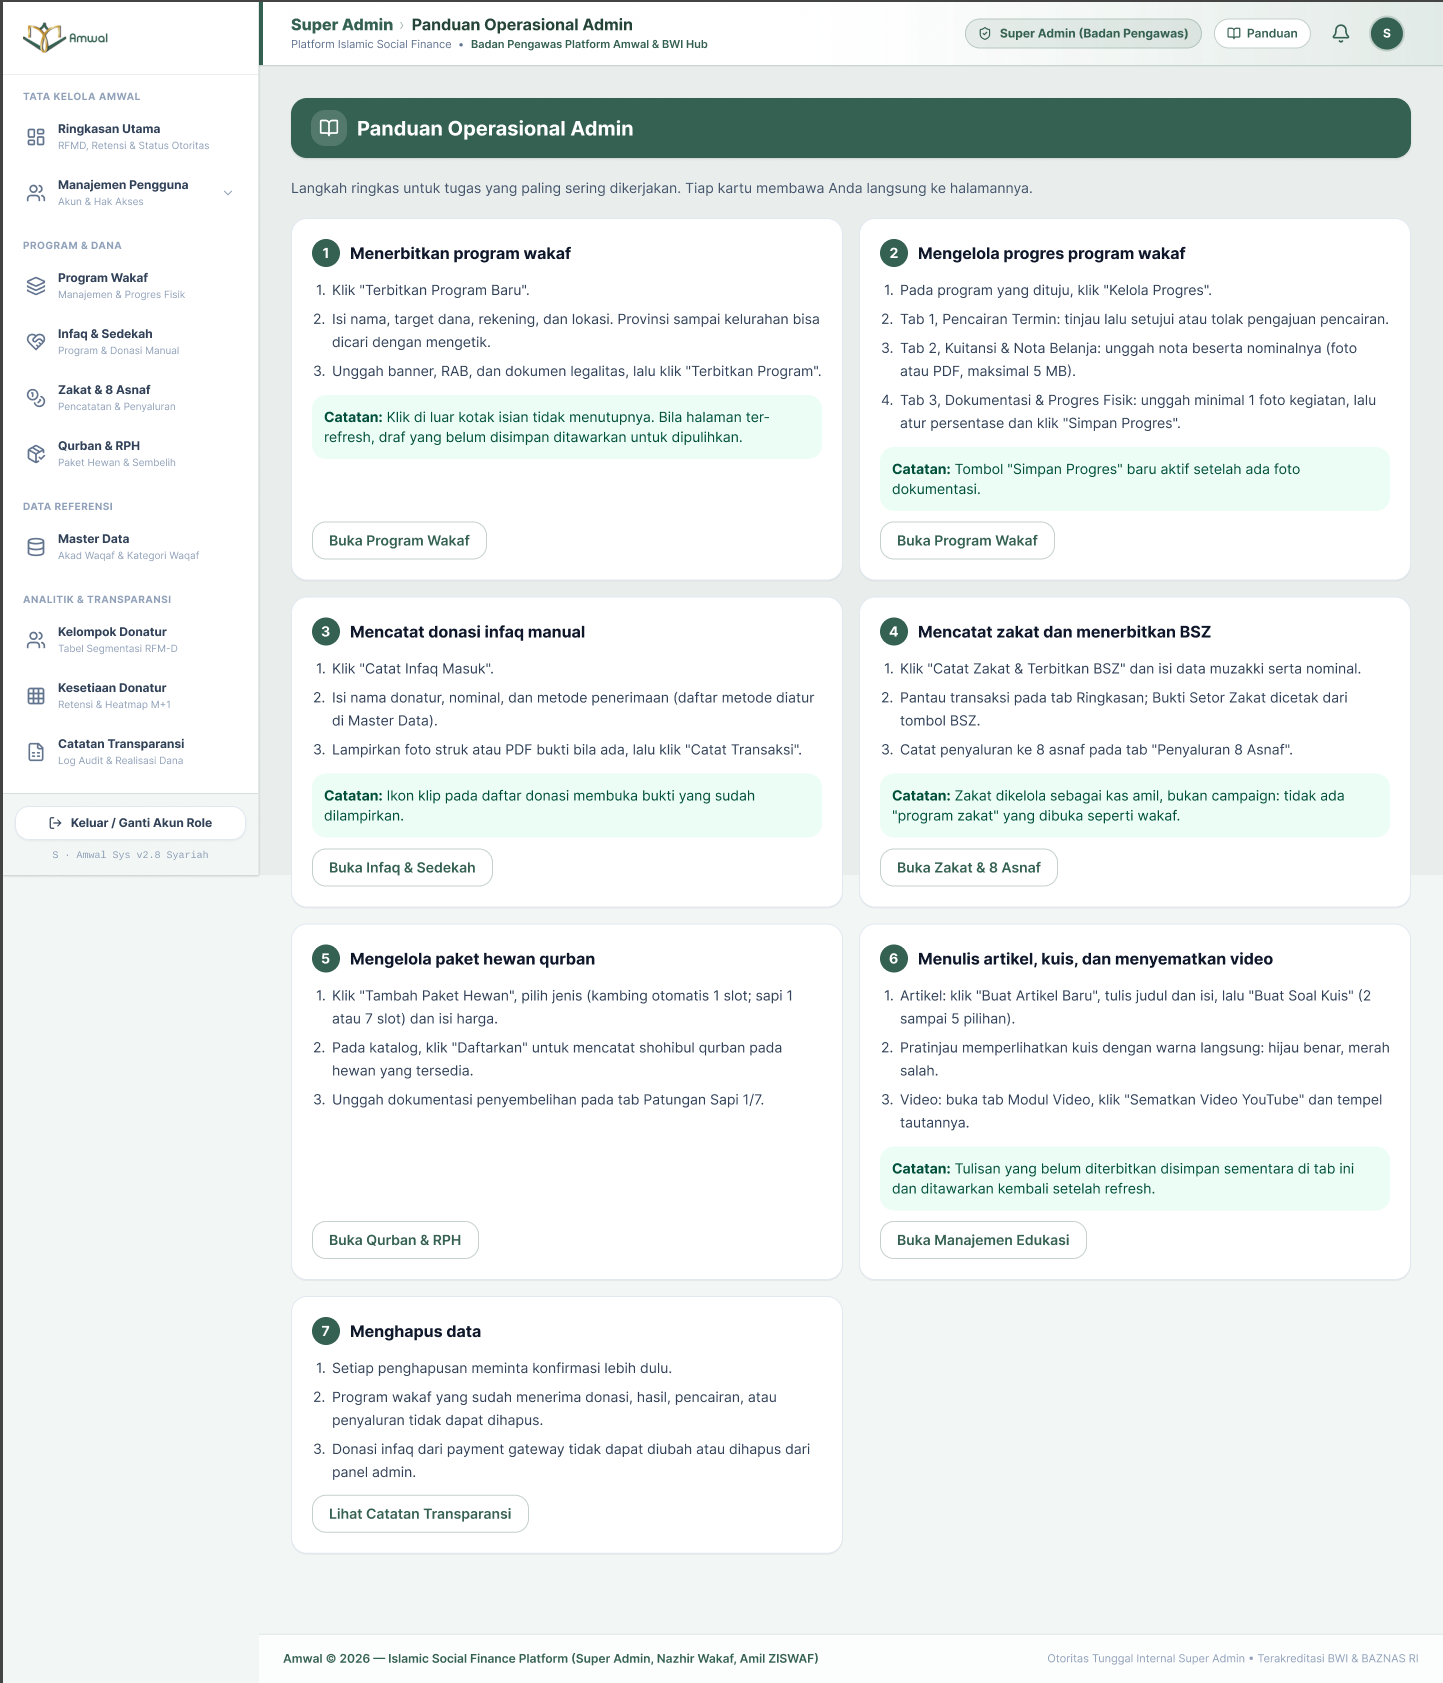 Amwal
Super Admin › Panduan Operasional Admin
Platform Islamic Social Finance • Badan Pengawas Platform Amwal & BWI Hub
Super Admin (Badan Pengawas)
Panduan
S
TATA KELOLA AMWAL
Ringkasan Utama
RFMD, Retensi & Status Otoritas
Manajemen Pengguna
Akun & Hak Akses
PROGRAM & DANA
Program Wakaf
Manajemen & Progres Fisik
Infaq & Sedekah
Program & Donasi Manual
Zakat & 8 Asnaf
Pencatatan & Penyaluran
Qurban & RPH
Paket Hewan & Sembelih
DATA REFERENSI
Master Data
Akad Waqaf & Kategori Waqaf
ANALITIK & TRANSPARANSI
Kelompok Donatur
Tabel Segmentasi RFM-D
Kesetiaan Donatur
Retensi & Heatmap M+1
Catatan Transparansi
Log Audit & Realisasi Dana
Keluar / Ganti Akun Role
S · Amwal Sys v2.8 Syariah
Panduan Operasional Admin
Langkah ringkas untuk tugas yang paling sering dikerjakan. Tiap kartu membawa Anda langsung ke halamannya.
1 Menerbitkan program wakaf
1. Klik "Terbitkan Program Baru".
2. Isi nama, target dana, rekening, dan lokasi. Provinsi sampai kelurahan bisa
dicari dengan mengetik.
3. Unggah banner, RAB, dan dokumen legalitas, lalu klik "Terbitkan Program".
Catatan: Klik di luar kotak isian tidak menutupnya. Bila halaman ter-
refresh, draf yang belum disimpan ditawarkan untuk dipulihkan.
Buka Program Wakaf
2 Mengelola progres program wakaf
1. Pada program yang dituju, klik "Kelola Progres".
2. Tab 1, Pencairan Termin: tinjau lalu setujui atau tolak pengajuan pencairan.
3. Tab 2, Kuitansi & Nota Belanja: unggah nota beserta nominalnya (foto
atau PDF, maksimal 5 MB).
4. Tab 3, Dokumentasi & Progres Fisik: unggah minimal 1 foto kegiatan, lalu
atur persentase dan klik "Simpan Progres".
Catatan: Tombol "Simpan Progres" baru aktif setelah ada foto
dokumentasi.
Buka Program Wakaf
3 Mencatat donasi infaq manual
1. Klik "Catat Infaq Masuk".
2. Isi nama donatur, nominal, dan metode penerimaan (daftar metode diatur
di Master Data).
3. Lampirkan foto struk atau PDF bukti bila ada, lalu klik "Catat Transaksi".
Catatan: Ikon klip pada daftar donasi membuka bukti yang sudah
dilampirkan.
Buka Infaq & Sedekah
4 Mencatat zakat dan menerbitkan BSZ
1. Klik "Catat Zakat & Terbitkan BSZ" dan isi data muzakki serta nominal.
2. Pantau transaksi pada tab Ringkasan; Bukti Setor Zakat dicetak dari
tombol BSZ.
3. Catat penyaluran ke 8 asnaf pada tab "Penyaluran 8 Asnaf".
Catatan: Zakat dikelola sebagai kas amil, bukan campaign: tidak ada
"program zakat" yang dibuka seperti wakaf.
Buka Zakat & 8 Asnaf
5 Mengelola paket hewan qurban
1. Klik "Tambah Paket Hewan", pilih jenis (kambing otomatis 1 slot; sapi 1
atau 7 slot) dan isi harga.
2. Pada katalog, klik "Daftarkan" untuk mencatat shohibul qurban pada
hewan yang tersedia.
3. Unggah dokumentasi penyembelihan pada tab Patungan Sapi 1/7.
Buka Qurban & RPH
6 Menulis artikel, kuis, dan menyematkan video
1. Artikel: klik "Buat Artikel Baru", tulis judul dan isi, lalu "Buat Soal Kuis" (2
sampai 5 pilihan).
2. Pratinjau memperlihatkan kuis dengan warna langsung: hijau benar, merah
salah.
3. Video: buka tab Modul Video, klik "Sematkan Video YouTube" dan tempel
tautannya.
Catatan: Tulisan yang belum diterbitkan disimpan sementara di tab ini
dan ditawarkan kembali setelah refresh.
Buka Manajemen Edukasi
7 Menghapus data
1. Setiap penghapusan meminta konfirmasi lebih dulu.
2. Program wakaf yang sudah menerima donasi, hasil, pencairan, atau
penyaluran tidak dapat dihapus.
3. Donasi infaq dari payment gateway tidak dapat diubah atau dihapus dari
panel admin.
Lihat Catatan Transparansi
Amwal © 2026 — Islamic Social Finance Platform (Super Admin, Nazhir Wakaf, Amil ZISWAF)
Otoritas Tunggal Internal Super Admin • Terakreditasi BWI & BAZNAS RI